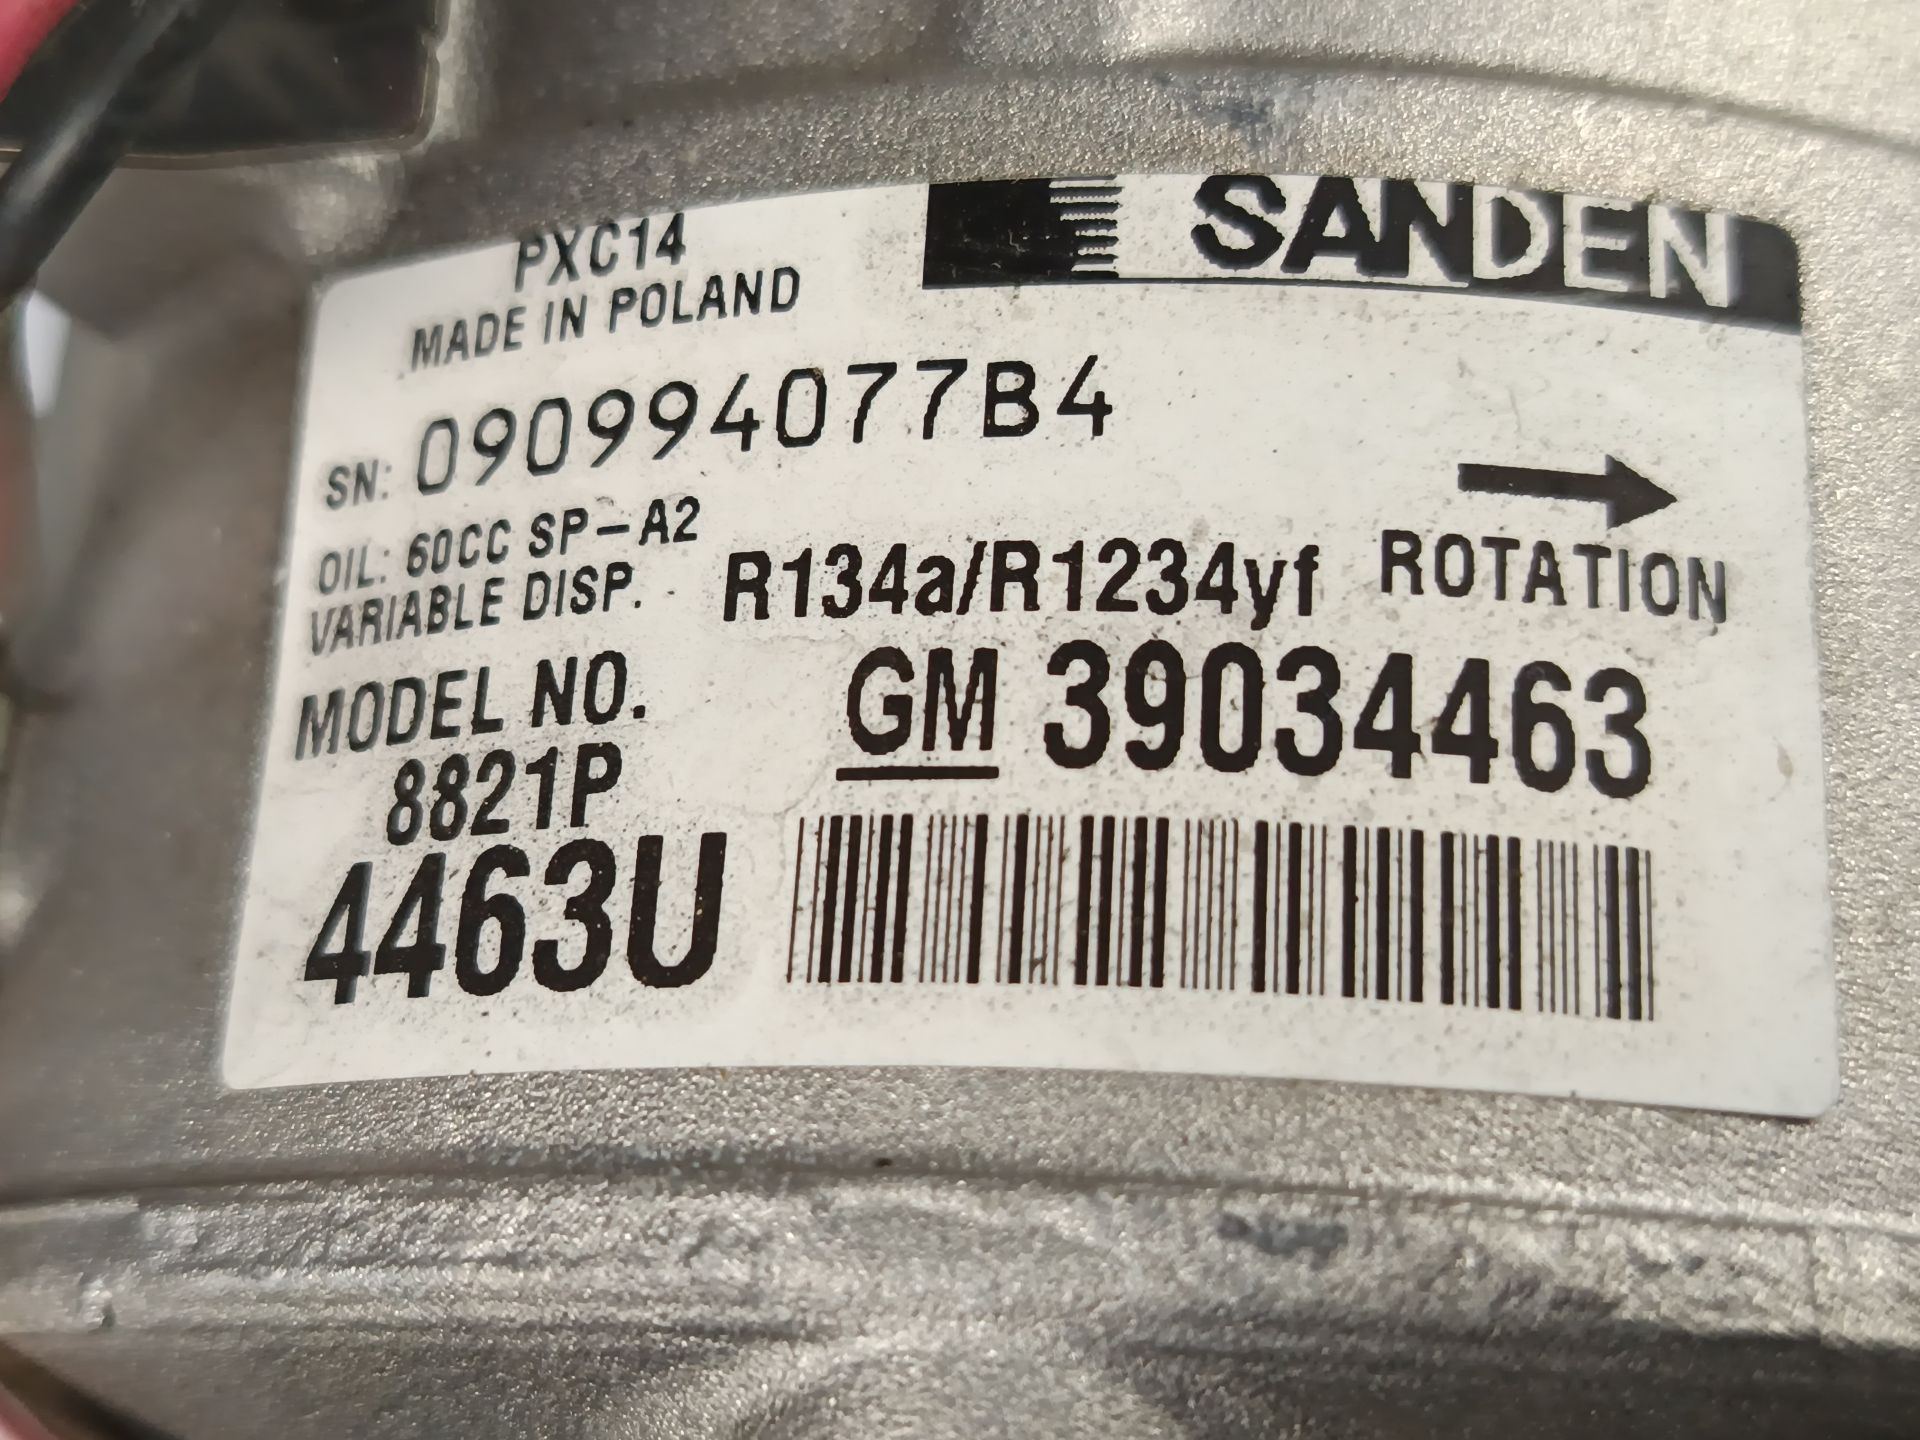 PXC14
MADE IN POLAND
SANDEN
SN: 090994077B4
OIL: 60CC SP-A2
VARIABLE DISP.
R134a/R1234yf
ROTATION
MODEL NO.
8821P
GM 39034463
4463U